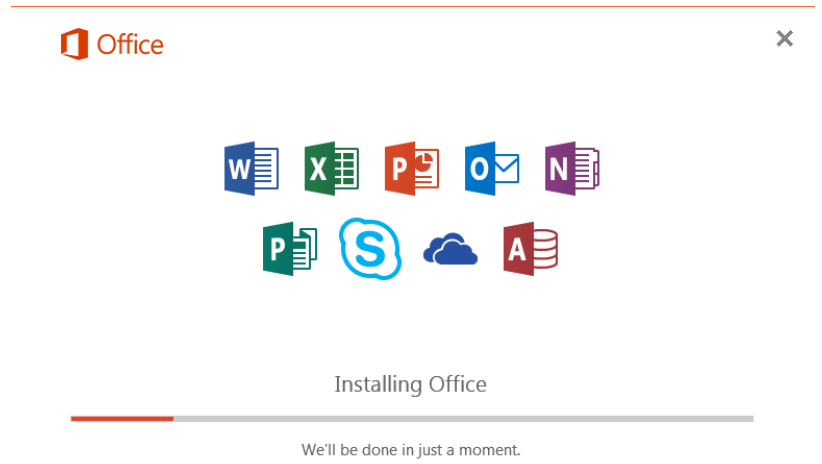 Office
W X P O N
P S A
Installing Office
We'll be done in just a moment.